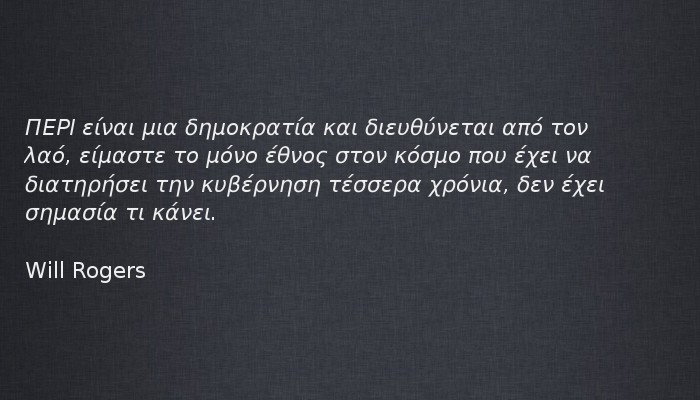 ΠΕΡΙ είναι μια δημοκρατία και διευθύνεται από τον
λαό, είμαστε το μόνο έθνος στον κόσμο που έχει να
διατηρήσει την κυβέρνηση τέσσερα χρόνια, δεν έχει
σημασία τι κάνει.
Will Rogers